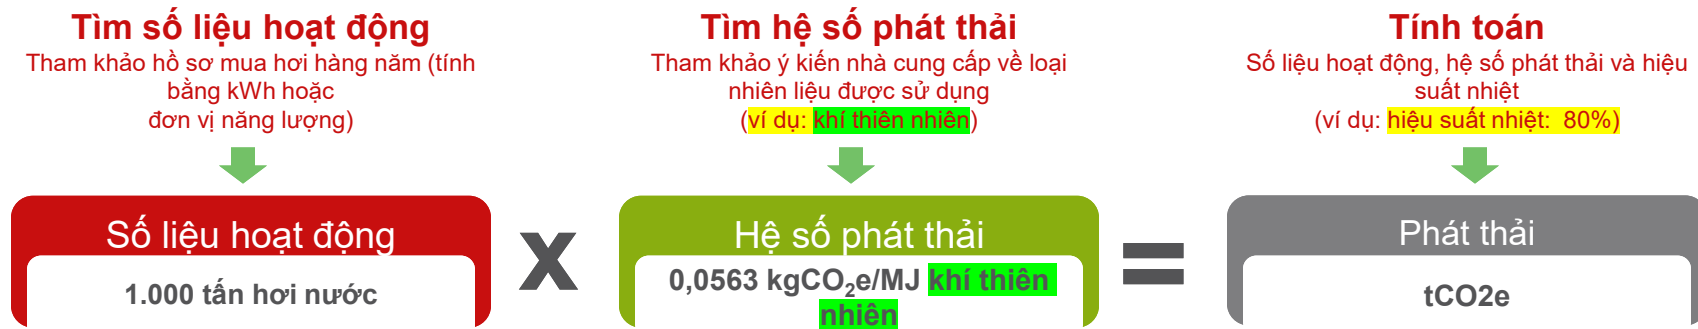 Tìm số liệu hoạt động
Tham khảo hồ sơ mua hơi hàng năm (tính
bằng kWh hoặc
đơn vị năng lượng)
Số liệu hoạt động
1.000 tấn hơi nước
X
Tìm hệ số phát thải
Tham khảo ý kiến nhà cung cấp về loại
nhiên liệu được sử dụng
(ví dụ: khí thiên nhiên)
Hệ số phát thải
0,0563 kgCO₂e/MJ khí thiên
nhiên
=
Tính toán
Số liệu hoạt động, hệ số phát thải và hiệu
suất nhiệt
(ví dụ: hiệu suất nhiệt: 80%)
Phát thải
tCO2e